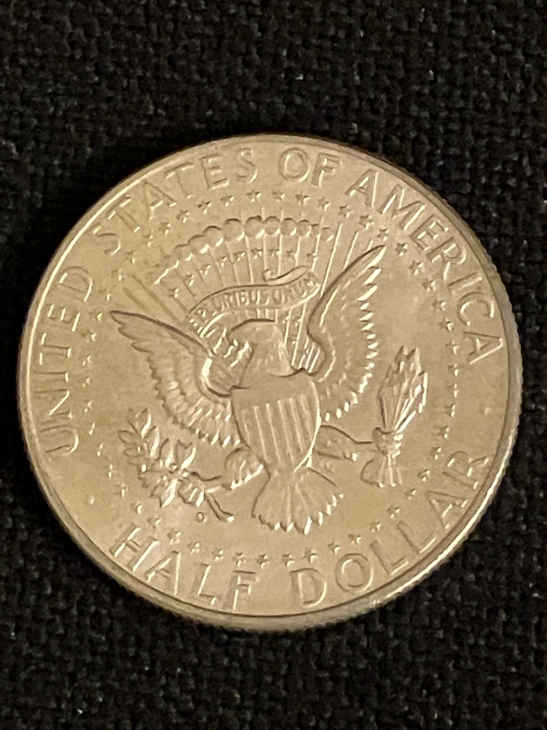 UNITED STATES OF AMERICA
PLURIBUS UNUM
HALF DOLLAR